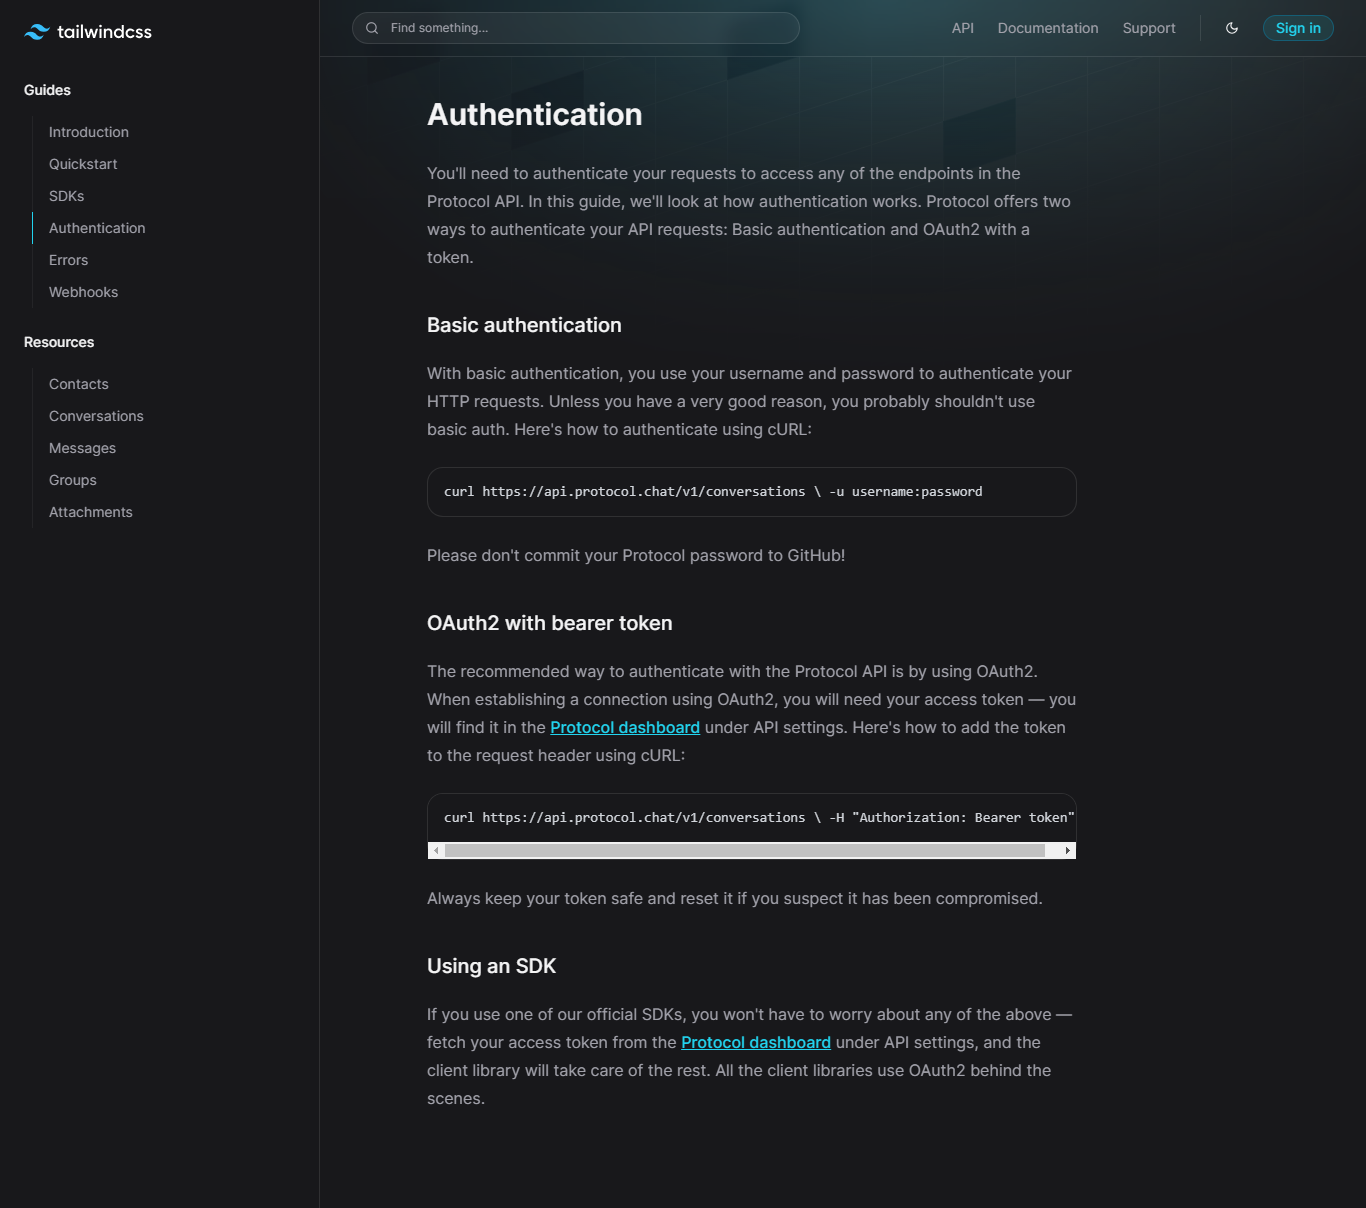 tailwindcss
Find something...
API
Documentation
Support
Sign in
Guides
Introduction
Quickstart
SDKs
Authentication
Errors
Webhooks
Resources
Contacts
Conversations
Messages
Groups
Attachments
Authentication
You'll need to authenticate your requests to access any of the endpoints in the
Protocol API. In this guide, we'll look at how authentication works. Protocol offers two
ways to authenticate your API requests: Basic authentication and OAuth2 with a
token.
Basic authentication
With basic authentication, you use your username and password to authenticate your
HTTP requests. Unless you have a very good reason, you probably shouldn't use
basic auth. Here's how to authenticate using cURL:
curl https://api.protocol.chat/v1/conversations \ -u username:password
Please don't commit your Protocol password to GitHub!
OAuth2 with bearer token
The recommended way to authenticate with the Protocol API is by using OAuth2.
When establishing a connection using OAuth2, you will need your access token — you
will find it in the Protocol dashboard under API settings. Here's how to add the token
to the request header using cURL:
curl https://api.protocol.chat/v1/conversations \ -H "Authorization: Bearer token"
Always keep your token safe and reset it if you suspect it has been compromised.
Using an SDK
If you use one of our official SDKs, you won't have to worry about any of the above —
fetch your access token from the Protocol dashboard under API settings, and the
client library will take care of the rest. All the client libraries use OAuth2 behind the
scenes.